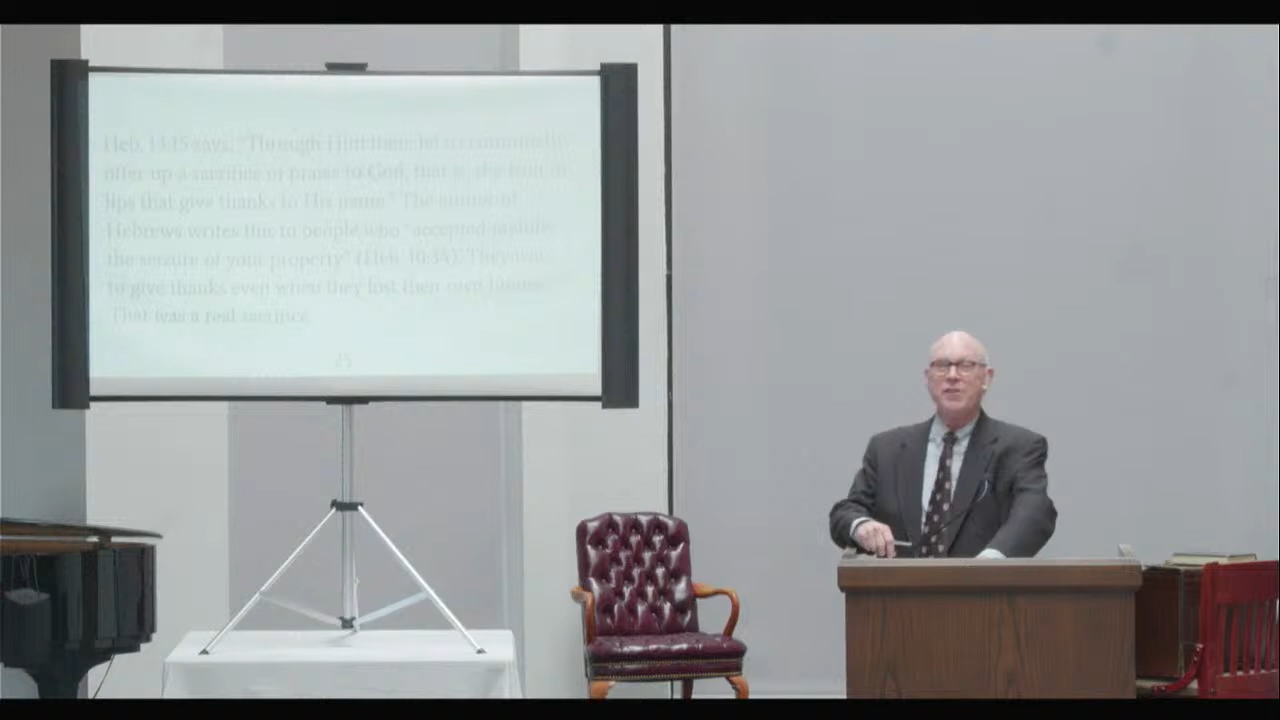 Heb. 13:15 says, "Through Him then, let us continually
offer up a sacrifice of praise to God, that is, the fruit of
lips that give thanks to His name." The author of
Hebrews writes this to people who "accepted joyfully
the seizure of your property" (Heb. 10:34). They were
to give thanks even when they lost their own homes.
That was a real sacrifice.